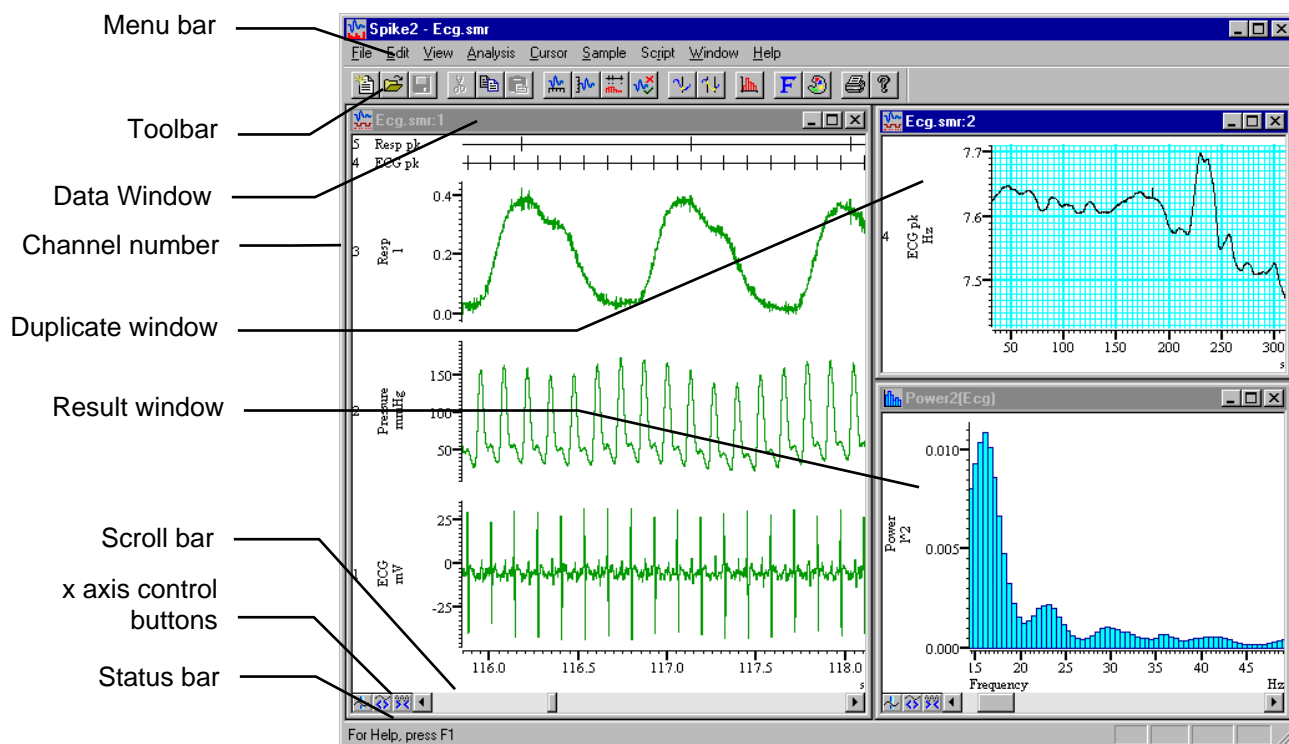 Menu bar
Toolbar
Data Window
Channel number
Duplicate window
Result window
Scroll bar
x axis control
buttons
Status bar
Spike2 - Ecg.smr
File Edit View Analysis Cursor Sample Script Window Help
F
?
Ecg.smr:1
5 Resp pk
4 ECG pk
3
Resp
1
0.4
0.2
0.0
2
Pressure
mmHg
150
100
50
1
ECG
mV
25
0
-25
116.0 116.5 117.0 117.5 118.0
s
Ecg.smr:2
4
ECG pk
Hz
7.7
7.6
7.5
50 100 150 200 250 300
s
Power2(Ecg)
Power
l^2
0.010
0.005
0.000
15 20 25 30 35 40 45
Frequency Hz
For Help, press F1